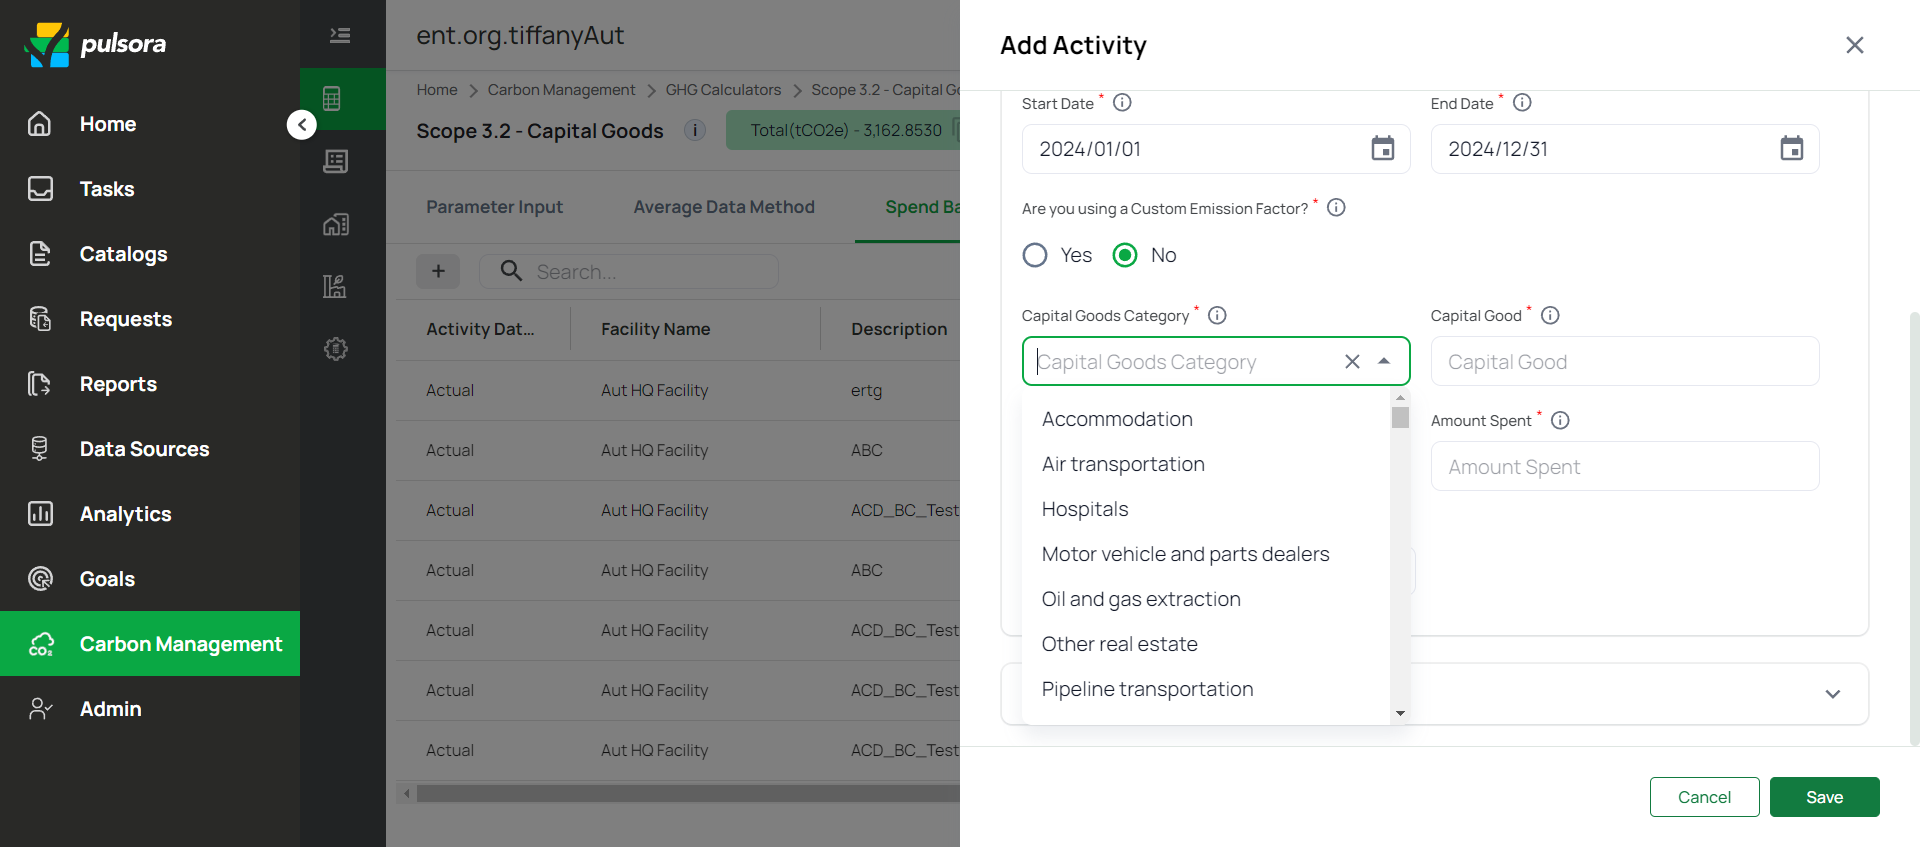 pulsora
Home
Tasks
Catalogs
Requests
Reports
Data Sources
Analytics
Goals
Carbon Management
Admin
ent.org.tiffanyAut
Home > Carbon Management > GHG Calculators > Scope 3.2 - Capital Go
Scope 3.2 - Capital Goods
Total(tCO2e) - 3,162.8530
Parameter Input
Average Data Method
Spend Ba
+
Search...
Activity Dat... Facility Name Description
Actual Aut HQ Facility ertg
Actual Aut HQ Facility ABC
Actual Aut HQ Facility ACD_BC_Test
Actual Aut HQ Facility ABC
Actual Aut HQ Facility ACD_BC_Test
Actual Aut HQ Facility ACD_BC_Test
Actual Aut HQ Facility ACD_BC_Test
Add Activity
Start Date *
2024/01/01
End Date *
2024/12/31
Are you using a Custom Emission Factor? *
Yes
No
Capital Goods Category *
Capital Goods Category
Capital Good *
Capital Good
Accommodation
Air transportation
Hospitals
Motor vehicle and parts dealers
Oil and gas extraction
Other real estate
Pipeline transportation
Amount Spent *
Amount Spent
Cancel
Save